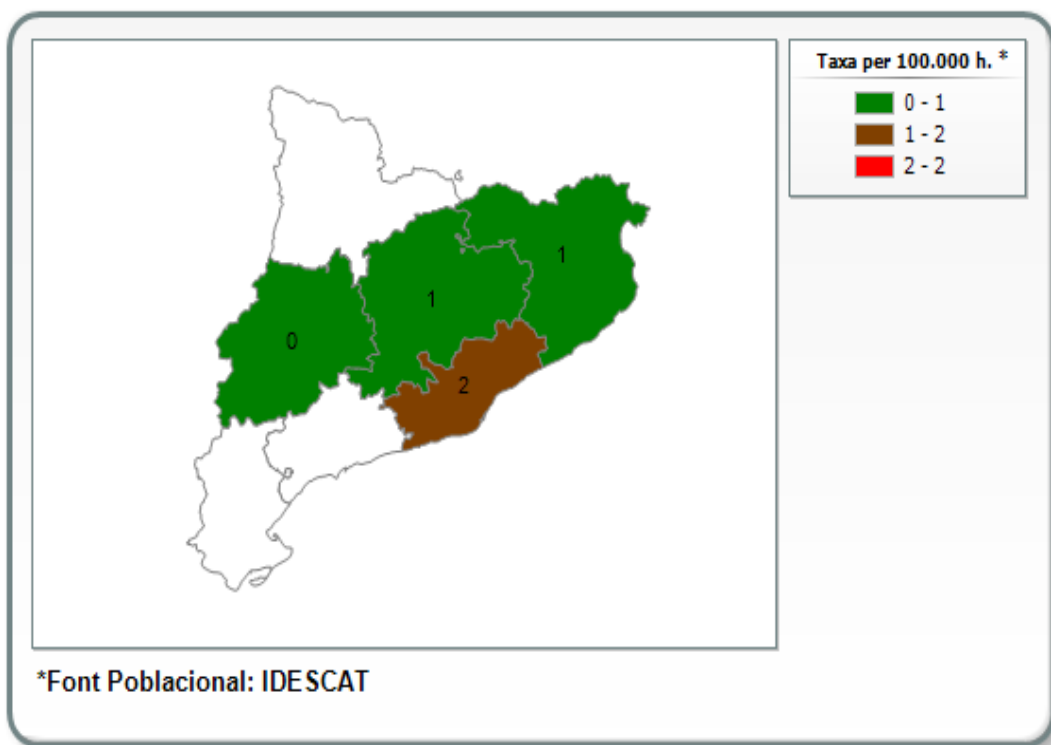 Taxa per 100.000 h. *
0 - 1
1 - 2
2 - 2
1
1
0
2
*Font Poblacional: IDESCAT